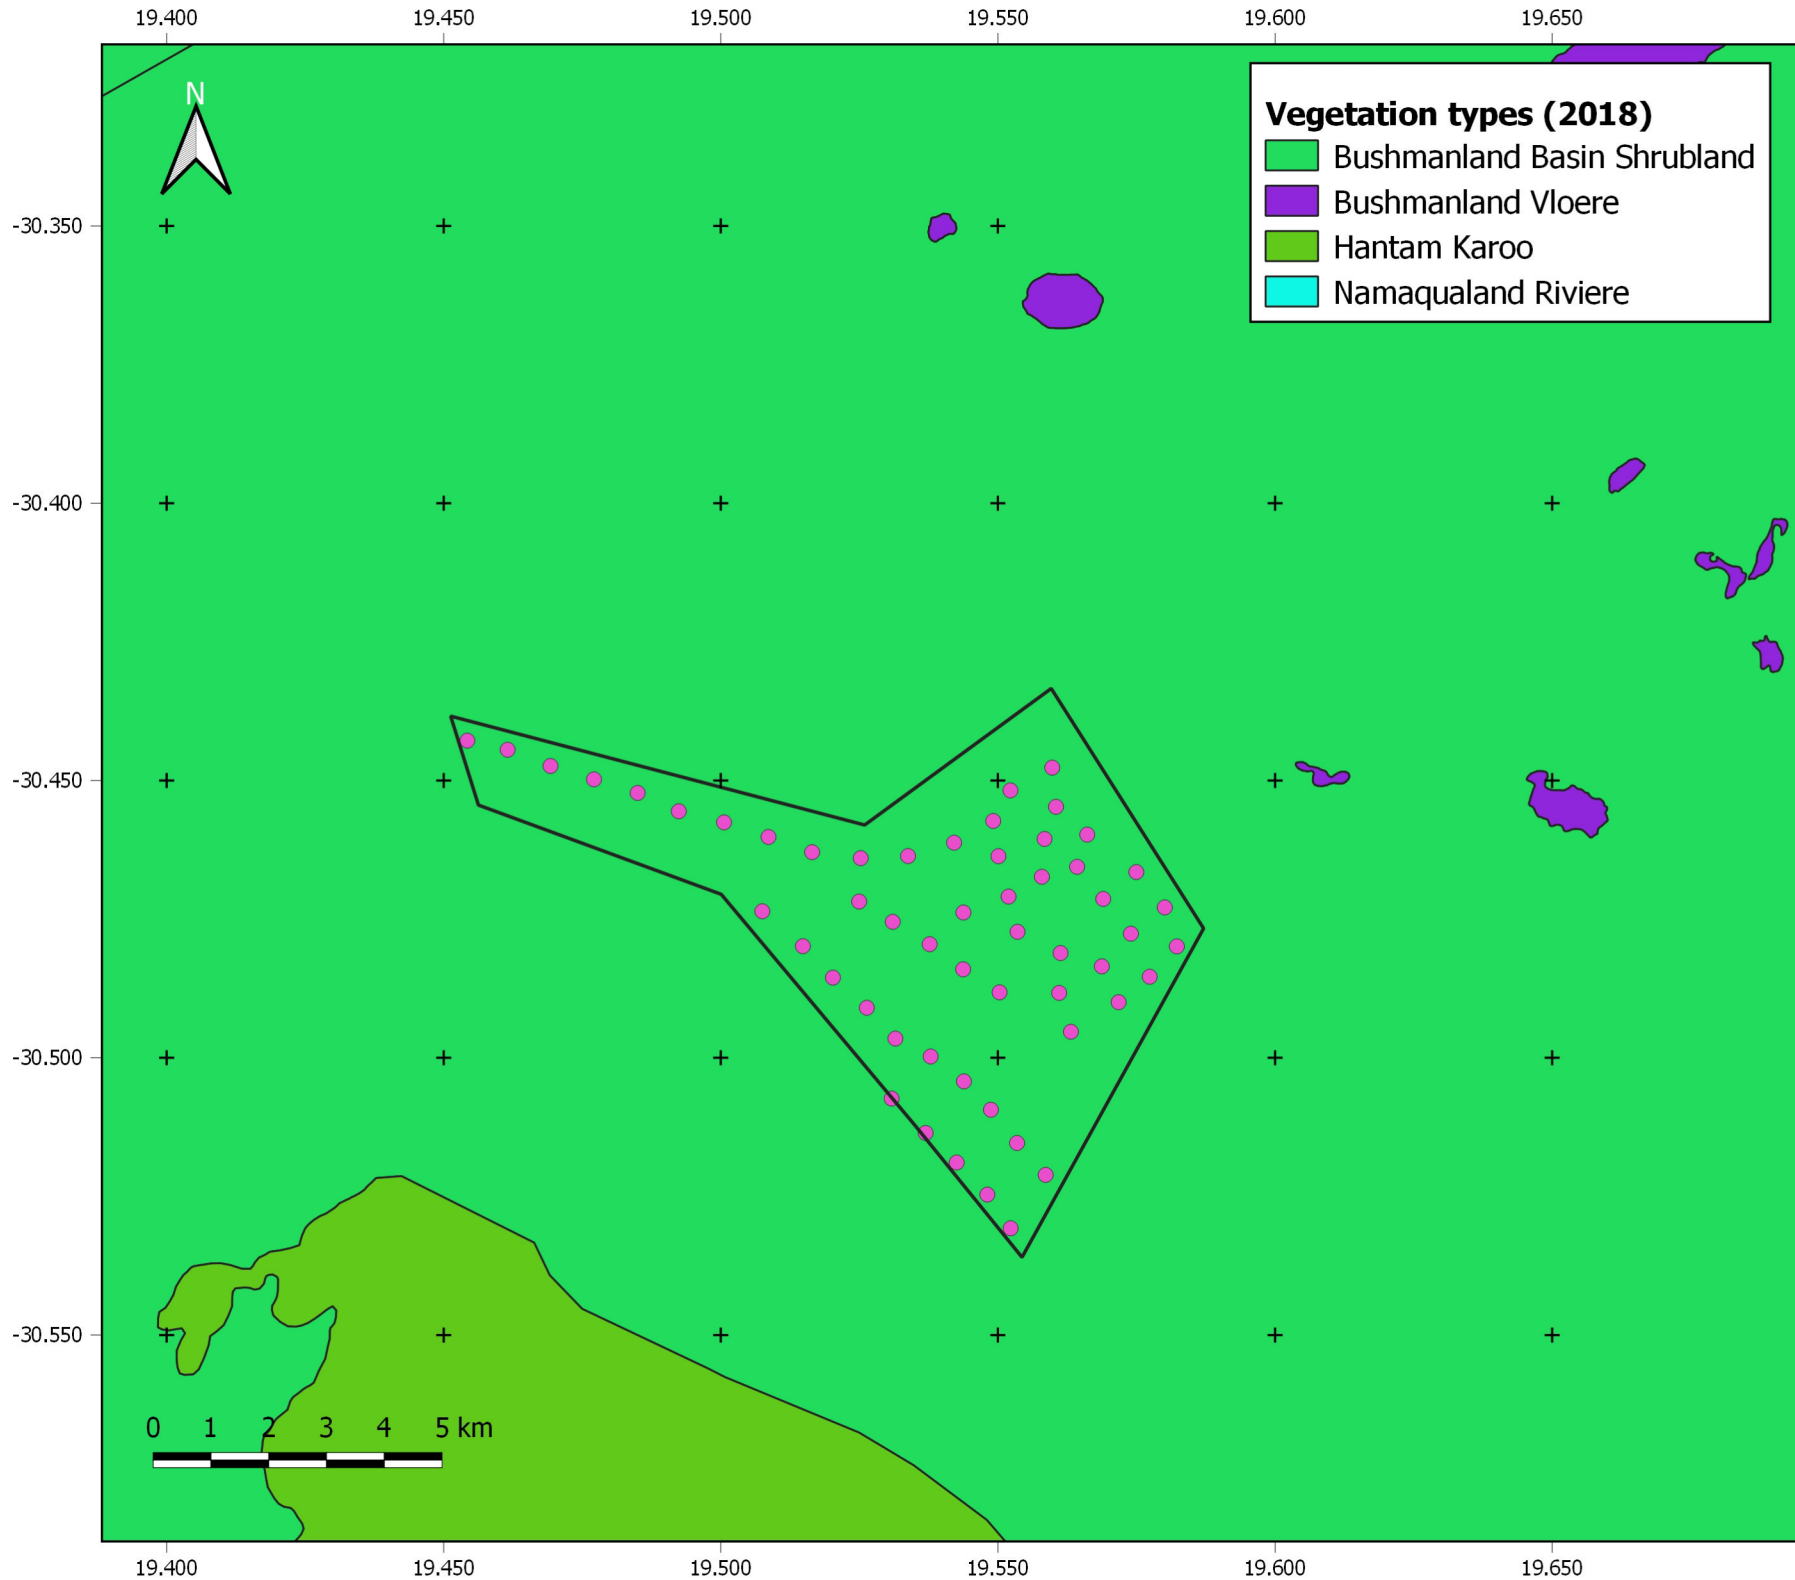 19.400 19.450 19.500 19.550 19.600 19.650
N
Vegetation types (2018)
Bushmanland Basin Shrubland
Bushmanland Vloere
Hantam Karoo
Namaqualand Riviere
-30.350
-30.400
-30.450
-30.500
-30.550
0 1 2 3 4 5 km
19.400 19.450 19.500 19.550 19.600 19.650